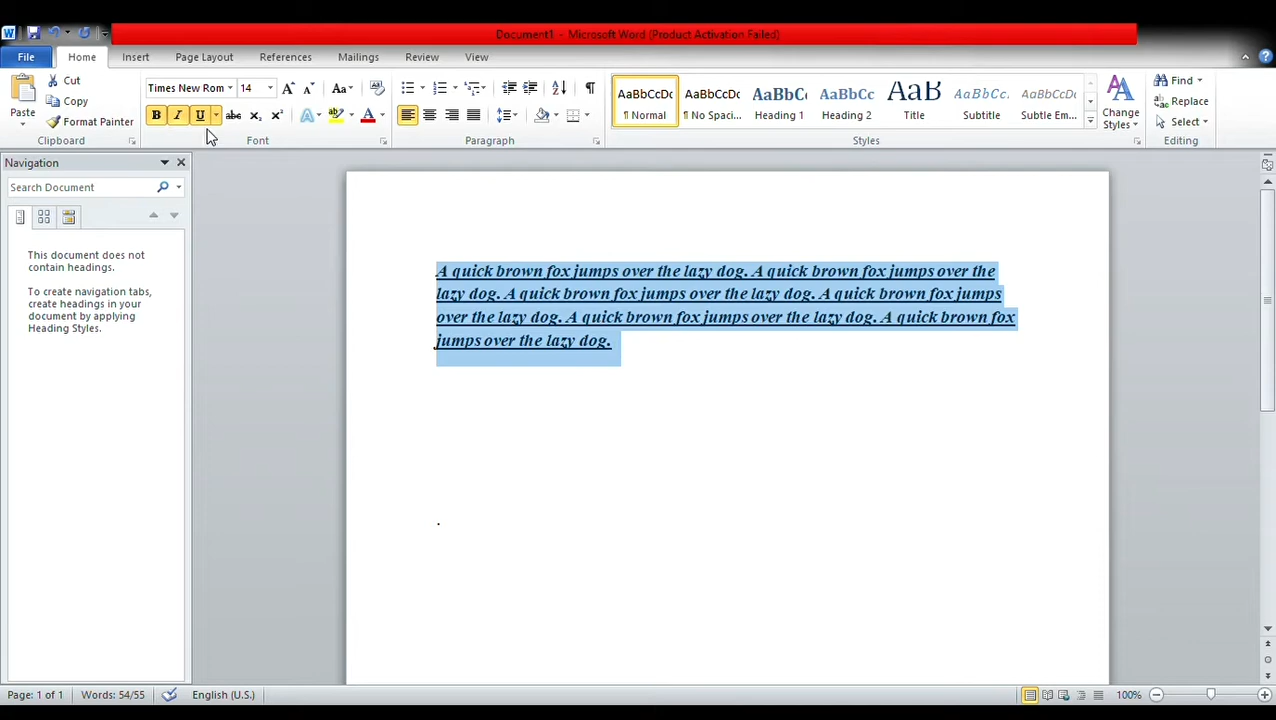 Document1 - Microsoft Word (Product Activation Failed)
File Home Insert Page Layout References Mailings Review View
Paste
Cut
Copy
Format Painter
Clipboard
Times New Rom 14 Aa
B I U abc X₂ X² A ab A
Font
Paragraph
AaBbCcDc
¶ Normal
AaBbCcDc
¶ No Spaci...
AaBbCc
Heading 1
AaBbCc
Heading 2
AaB
Title
AaBbCcL
Subtitle
AaBbCcDc
Subtle Em...
Styles
Change
Styles
Find
Replace
Select
Editing
Navigation
Search Document
This document does not
contain headings.
To create navigation tabs,
create headings in your
document by applying
Heading Styles.
A quick brown fox jumps over the lazy dog. A quick brown fox jumps over the
lazy dog. A quick brown fox jumps over the lazy dog. A quick brown fox jumps
over the lazy dog. A quick brown fox jumps over the lazy dog. A quick brown fox
jumps over the lazy dog.
.
Page: 1 of 1 Words: 54/55 English (U.S.) 100%